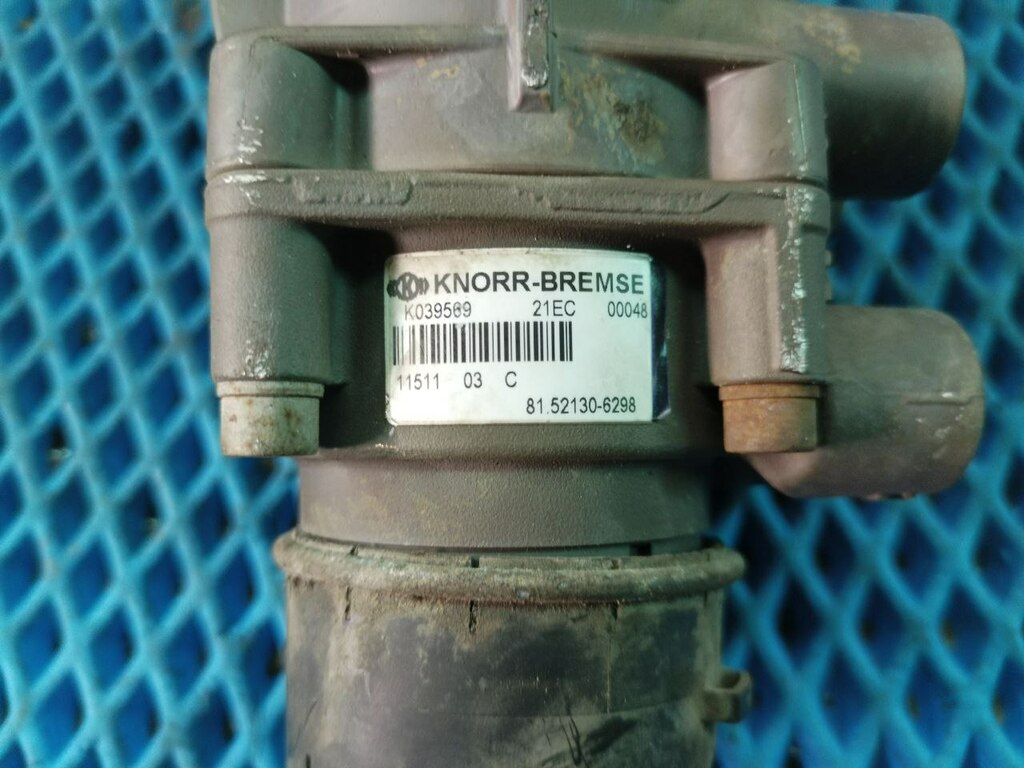 KNORR-BREMSE
K039569 21EC 00048
11511 03 C
81.52130-6298